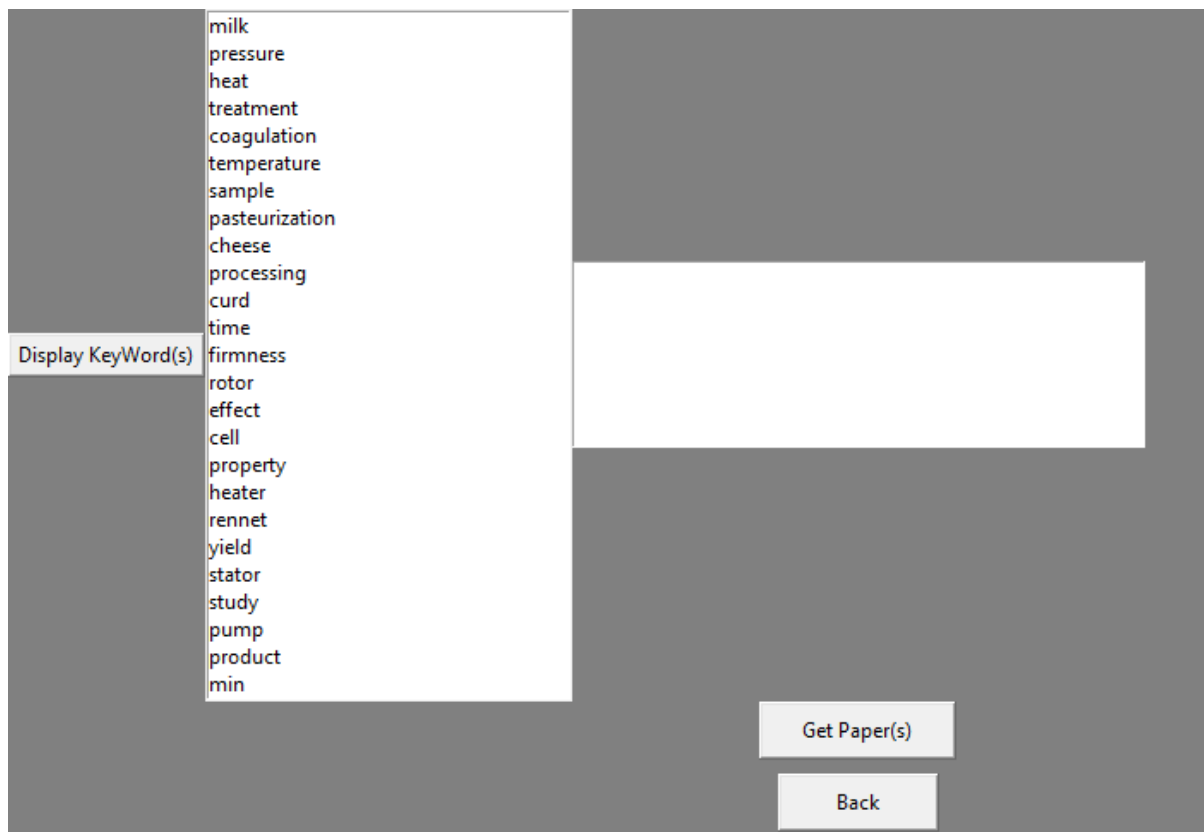 milk
pressure
heat
treatment
coagulation
temperature
sample
pasteurization
cheese
processing
curd
time
Display KeyWord(s)
firmness
rotor
effect
cell
property
heater
rennet
yield
stator
study
pump
product
min
Get Paper(s)
Back